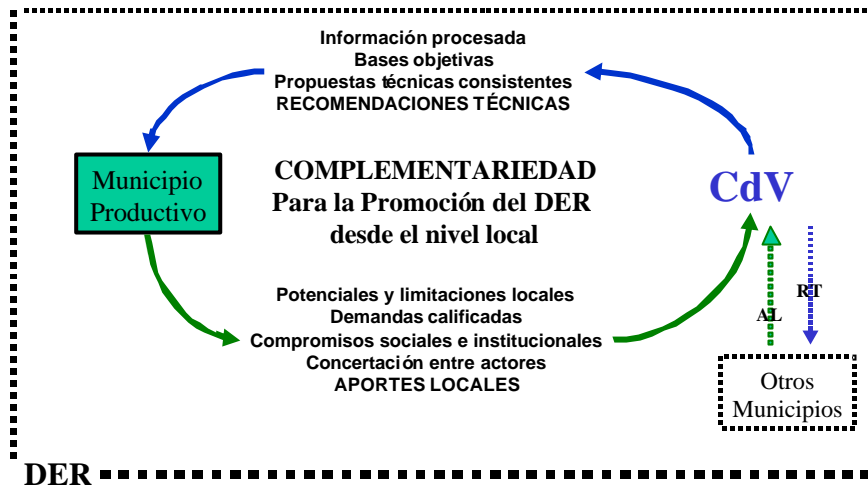 Información procesada
Bases objetivas
Propuestas técnicas consistentes
RECOMENDACIONES TÉCNICAS
Municipio
Productivo
COMPLEMENTARIEDAD
Para la Promoción del DER
desde el nivel local
CdV
Potenciales y limitaciones locales
Demandas calificadas
Compromisos sociales e institucionales
Concertación entre actores
APORTES LOCALES
RT
AL
Otros
Municipios
DER